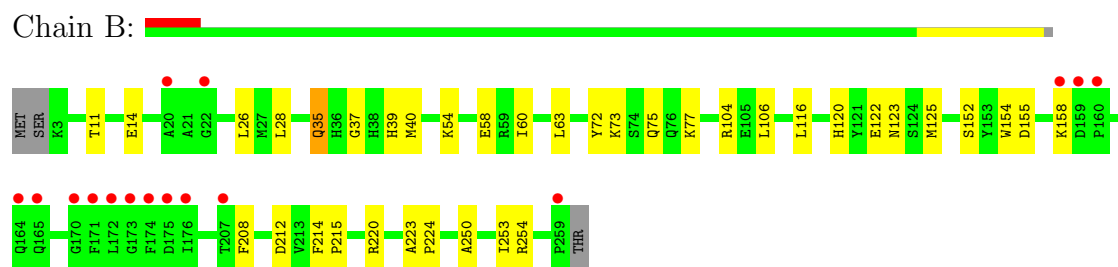 Chain B:
MET SER K3 T11 E14 A20 A21 G22 L26 M27 L28 Q35 H36 G37 H38 H39 M40 K54 E58 R59 I60 L63 Y72 K73 S74 Q75 Q76 K77 R104 E105 L106 L116 H120 Y121 E122 N123 S124 M125 S152 Y153 W154 D155 K158 D159 P160
Q164 Q165 G170 F171 L172 G173 F174 D175 I176 T207 F208 D212 V213 F214 P215 R220 A223 P224 A250 I253 R254 P259 THR